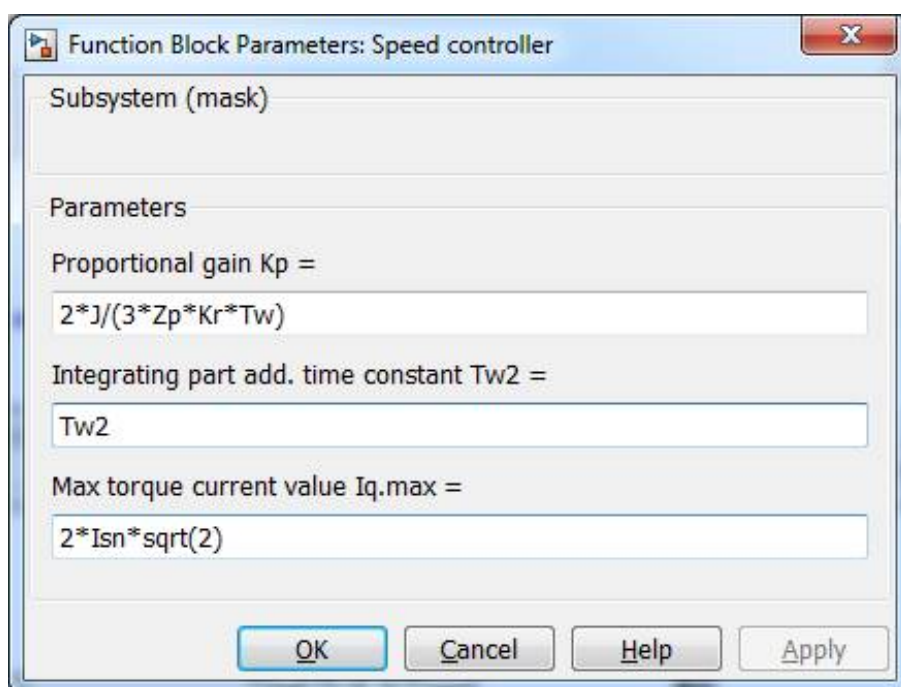 Function Block Parameters: Speed controller
Subsystem (mask)
Parameters
Proportional gain Kp =
2*J/(3*Zp*Kr*Tw)
Integrating part add. time constant Tw2 =
Tw2
Max torque current value Iq.max =
2*Isn*sqrt(2)
OK Cancel Help Apply